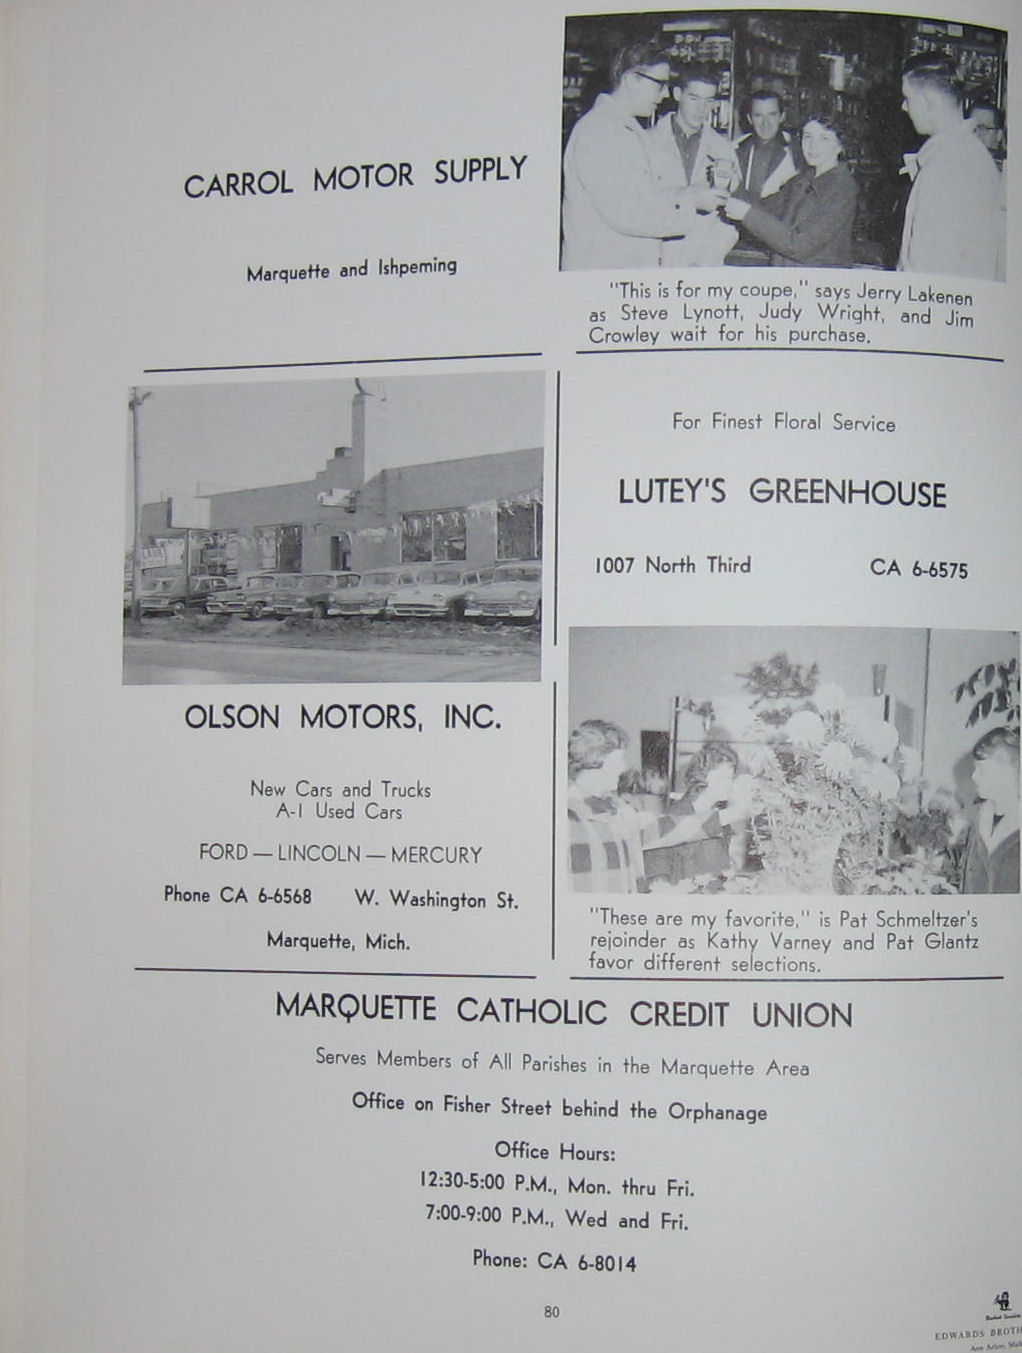 CARROL MOTOR SUPPLY
Marquette and Ishpeming
"This is for my coupe," says Jerry Lakenen
as Steve Lynott, Judy Wright, and Jim
Crowley wait for his purchase.
For Finest Floral Service
LUTEY'S GREENHOUSE
1007 North Third CA 6-6575
OLSON MOTORS, INC.
New Cars and Trucks
A-1 Used Cars
FORD — LINCOLN — MERCURY
Phone CA 6-6568 W. Washington St.
Marquette, Mich.
"These are my favorite," is Pat Schmeltzer's
rejoinder as Kathy Varney and Pat Glantz
favor different selections.
MARQUETTE CATHOLIC CREDIT UNION
Serves Members of All Parishes in the Marquette Area
Office on Fisher Street behind the Orphanage
Office Hours:
12:30-5:00 P.M., Mon. thru Fri.
7:00-9:00 P.M., Wed and Fri.
Phone: CA 6-8014
80
EDWARDS BROTH
Ann Arbor, Mich